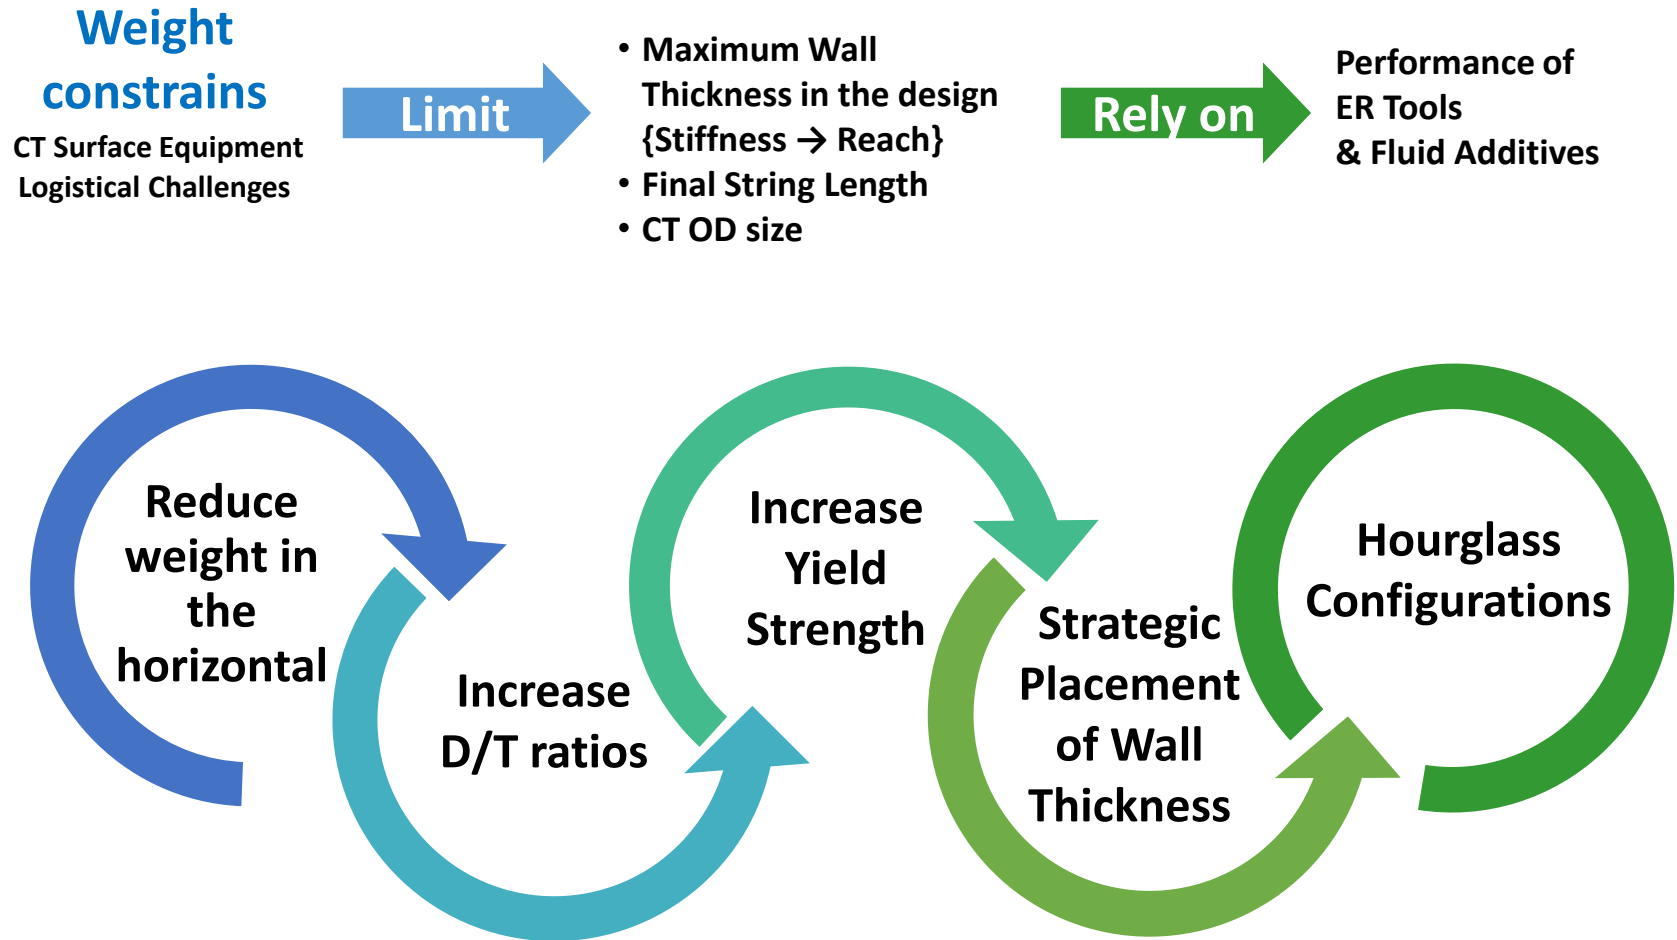 Weight
constrains
CT Surface Equipment
Logistical Challenges
Limit
• Maximum Wall
Thickness in the design
{Stiffness → Reach}
• Final String Length
• CT OD size
Rely on
Performance of
ER Tools
& Fluid Additives
Reduce
weight in
the
horizontal
Increase
D/T ratios
Increase
Yield
Strength
Strategic
Placement
of Wall
Thickness
Hourglass
Configurations